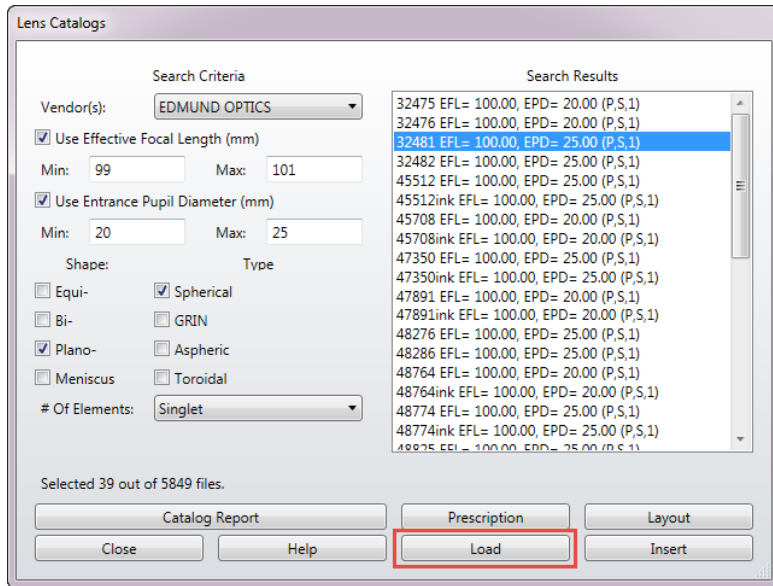 Lens Catalogs
Search Criteria
Vendor(s): EDMUND OPTICS
Use Effective Focal Length (mm)
Min: 99 Max: 101
Use Entrance Pupil Diameter (mm)
Min: 20 Max: 25
Shape: Type
Equi- Spherical
Bi- GRIN
Plano- Aspheric
Meniscus Toroidal
# Of Elements: Singlet
Search Results
32475 EFL= 100.00, EPD= 20.00 (P,S,1)
32476 EFL= 100.00, EPD= 20.00 (P,S,1)
32481 EFL= 100.00, EPD= 25.00 (P,S,1)
32482 EFL= 100.00, EPD= 25.00 (P,S,1)
45512 EFL= 100.00, EPD= 25.00 (P,S,1)
45512ink EFL= 100.00, EPD= 25.00 (P,S,1)
45708 EFL= 100.00, EPD= 20.00 (P,S,1)
45708ink EFL= 100.00, EPD= 20.00 (P,S,1)
47350 EFL= 100.00, EPD= 25.00 (P,S,1)
47350ink EFL= 100.00, EPD= 25.00 (P,S,1)
47891 EFL= 100.00, EPD= 20.00 (P,S,1)
47891ink EFL= 100.00, EPD= 20.00 (P,S,1)
48276 EFL= 100.00, EPD= 25.00 (P,S,1)
48286 EFL= 100.00, EPD= 25.00 (P,S,1)
48764 EFL= 100.00, EPD= 20.00 (P,S,1)
48764ink EFL= 100.00, EPD= 20.00 (P,S,1)
48774 EFL= 100.00, EPD= 25.00 (P,S,1)
48774ink EFL= 100.00, EPD= 25.00 (P,S,1)
48825 EFL= 100.00, EPD= 25.00 (P,S,1)
Selected 39 out of 5849 files.
Catalog Report Prescription Layout
Close Help Load Insert